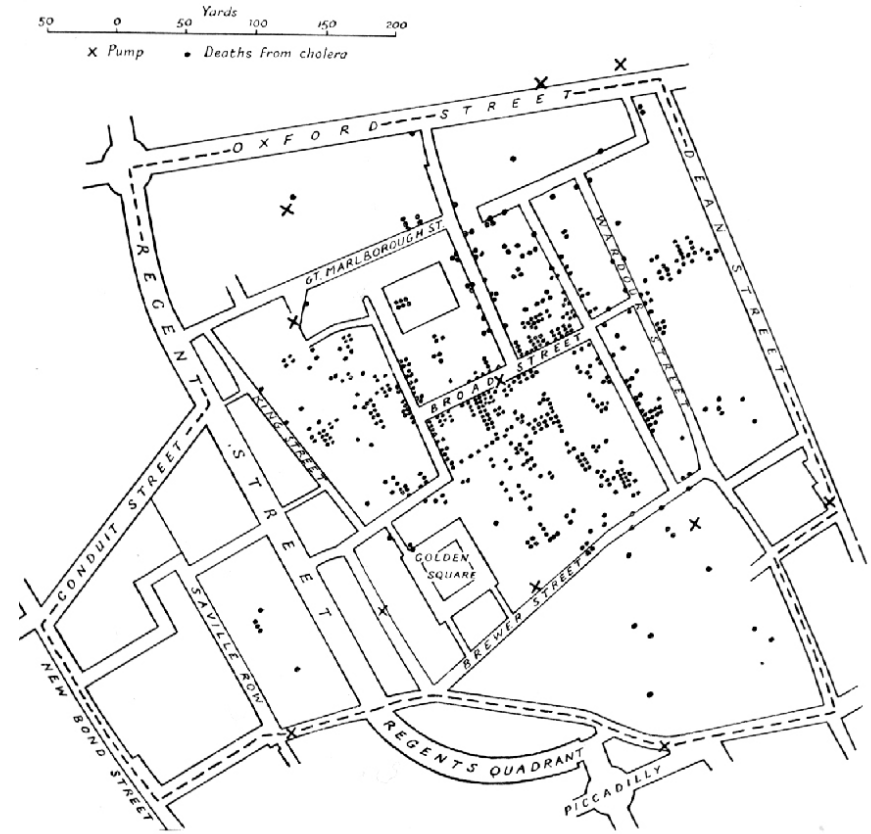 Yards
50 0 50 100 150 200
× Pump • Deaths from cholera
OXFORD STREET
DEAN STREET
WARDOUR STREET
GT. MARLBOROUGH ST.
REGENT STREET
BROAD STREET
KING STREET
CONDUIT STREET
GOLDEN
SQUARE
SAVILLE ROW
BREWER STREET
NEW BOND STREET
REGENTS QUADRANT
PICCADILLY